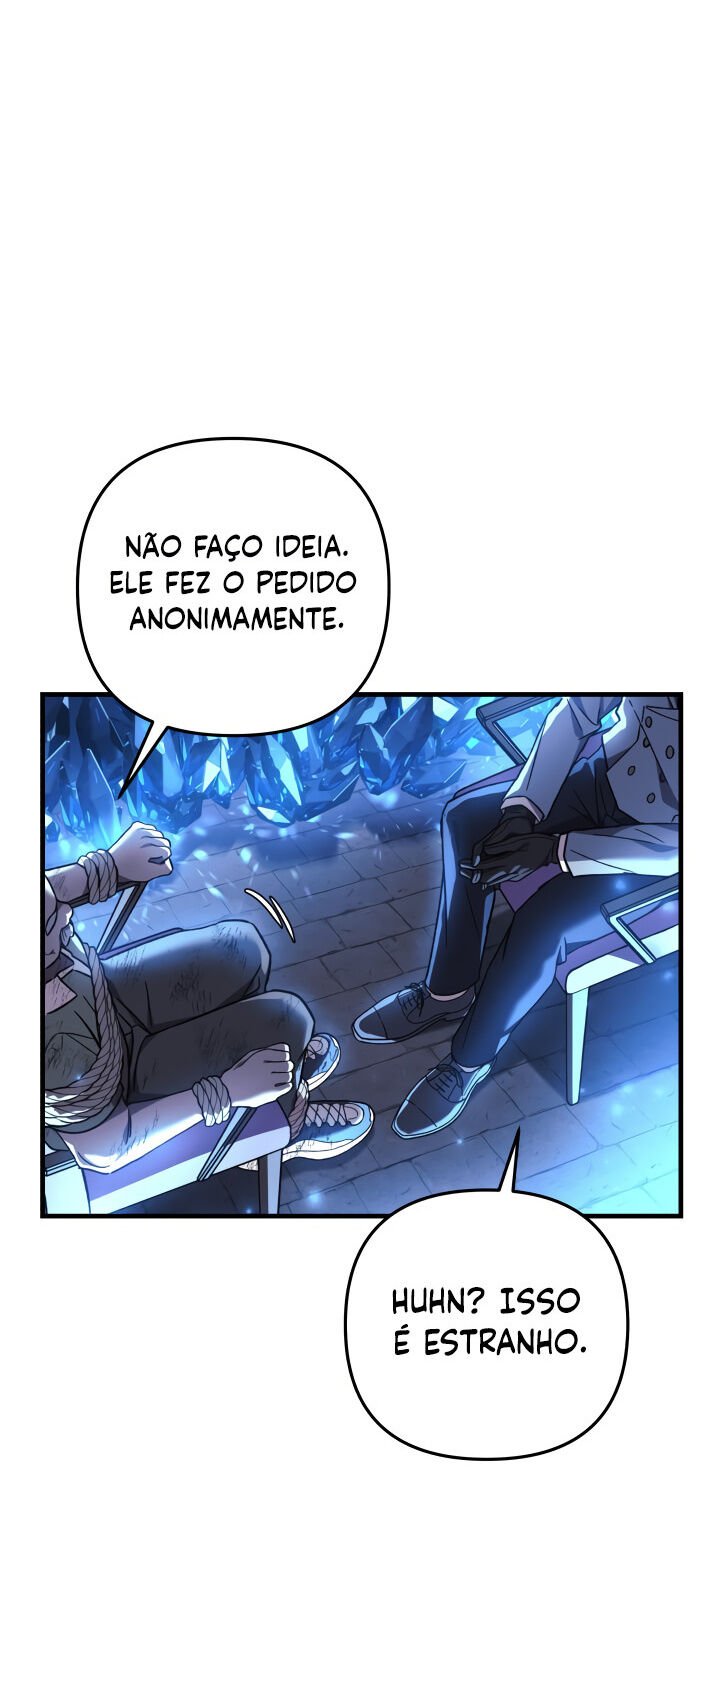 NÃO FAÇO IDEIA.
ELE FEZ O PEDIDO
ANONIMAMENTE.
HUHN? ISSO
É ESTRANHO.